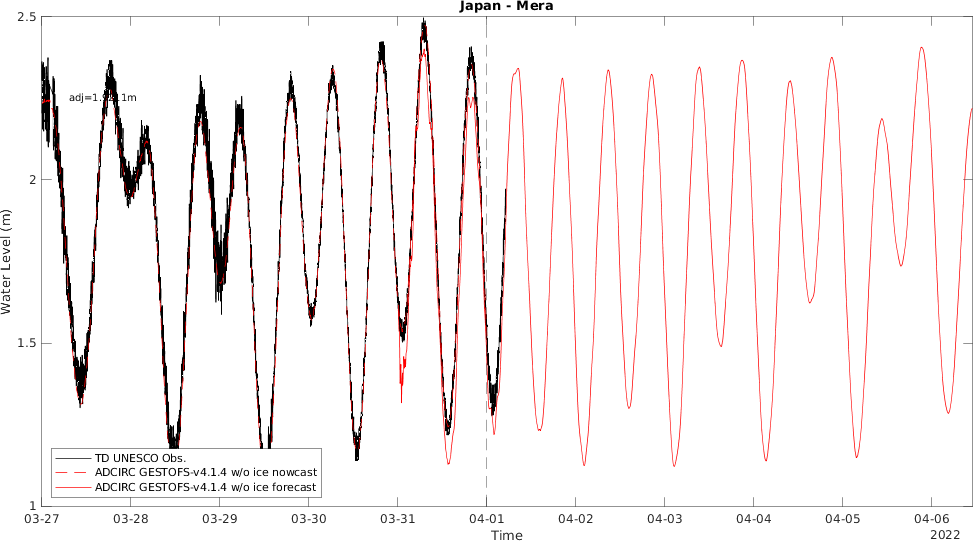 Japan - Mera
2.5
2
1.5
1
Water Level (m)
TD UNESCO Obs.
ADCIRC GESTOFS-v4.1.4 w/o ice nowcast
ADCIRC GESTOFS-v4.1.4 w/o ice forecast
03-27 03-28 03-29 03-30 03-31 04-01 04-02 04-03 04-04 04-05 04-06
Time 2022